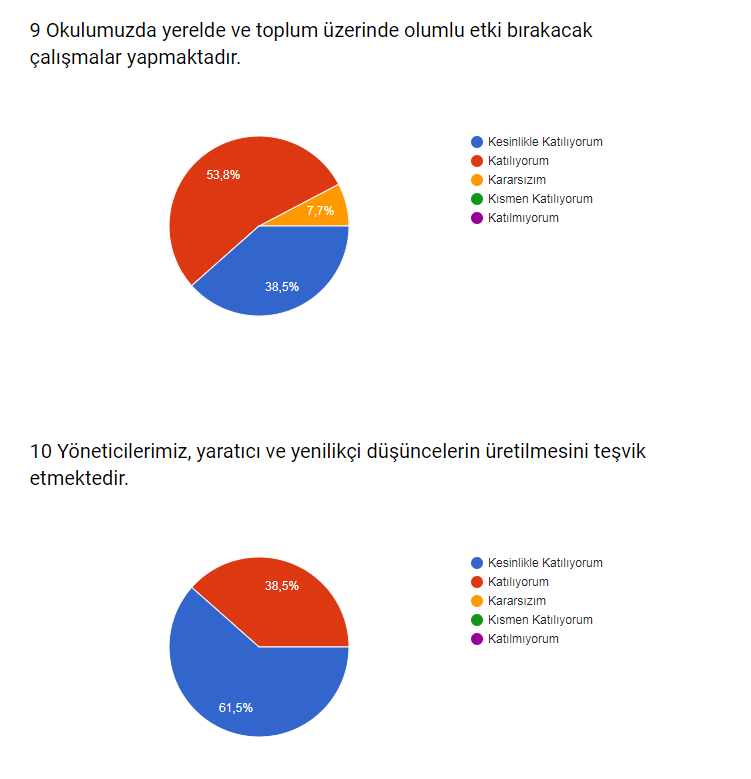 9 Okulumuzda yerelde ve toplum üzerinde olumlu etki bırakacak
çalışmalar yapmaktadır.
53,8%
7,7%
38,5%
Kesinlikle Katılıyorum
Katılıyorum
Kararsızım
Kısmen Katılıyorum
Katılmıyorum
10 Yöneticilerimiz, yaratıcı ve yenilikçi düşüncelerin üretilmesini teşvik
etmektedir.
38,5%
61,5%
Kesinlikle Katılıyorum
Katılıyorum
Kararsızım
Kısmen Katılıyorum
Katılmıyorum